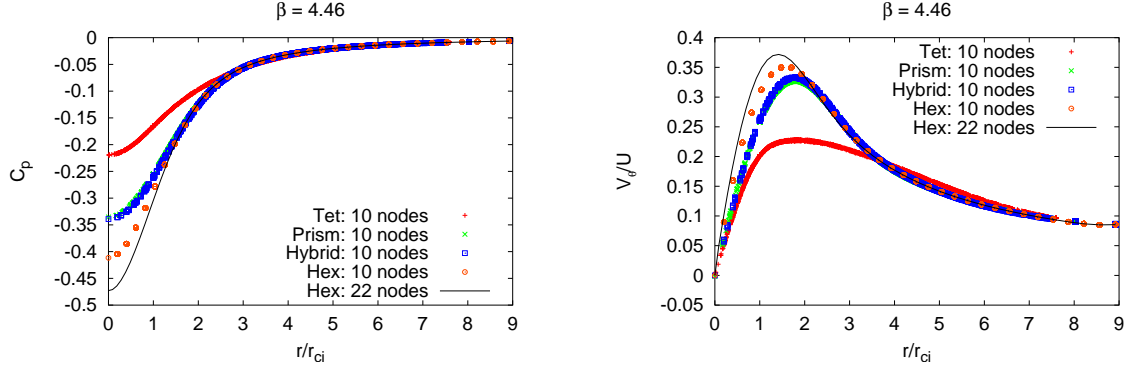 β = 4.46
0
-0.05
-0.1
-0.15
-0.2
-0.25
-0.3
-0.35
-0.4
-0.45
-0.5
C_p
Tet: 10 nodes
Prism: 10 nodes
Hybrid: 10 nodes
Hex: 10 nodes
Hex: 22 nodes
0 1 2 3 4 5 6 7 8 9
r/r_ci
β = 4.46
0.4
0.35
0.3
0.25
0.2
0.15
0.1
0.05
0
-0.05
V_θ/U
Tet: 10 nodes
Prism: 10 nodes
Hybrid: 10 nodes
Hex: 10 nodes
Hex: 22 nodes
0 1 2 3 4 5 6 7 8 9
r/r_ci